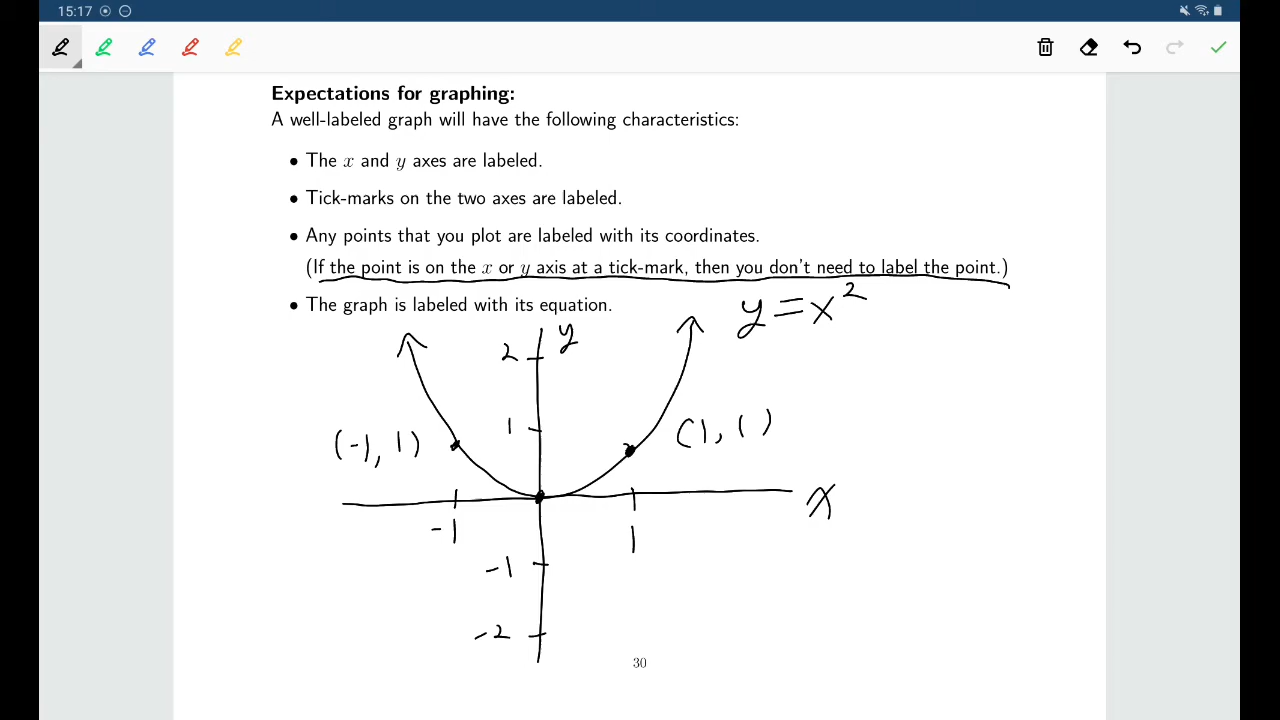 15:17
Expectations for graphing:
A well-labeled graph will have the following characteristics:
• The x and y axes are labeled.
• Tick-marks on the two axes are labeled.
• Any points that you plot are labeled with its coordinates.
(If the point is on the x or y axis at a tick-mark, then you don't need to label the point.)
• The graph is labeled with its equation.
y = x²
y
2
1
(-1, 1)
(1, 1)
x
-1
1
-1
-2
30